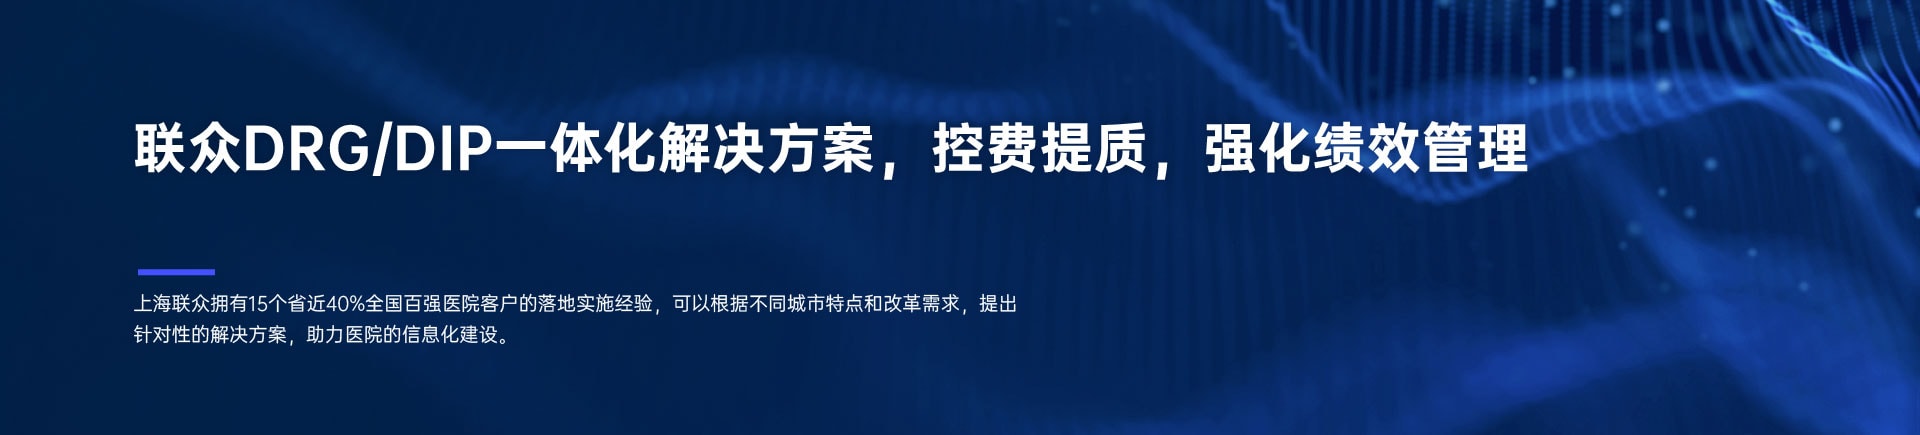 联众DRG/DIP一体化解决方案，控费提质，强化绩效管理
上海联众拥有15个省近40%全国百强医院客户的落地实施经验，可以根据不同城市特点和改革需求，提出
针对性的解决方案，助力医院的信息化建设。